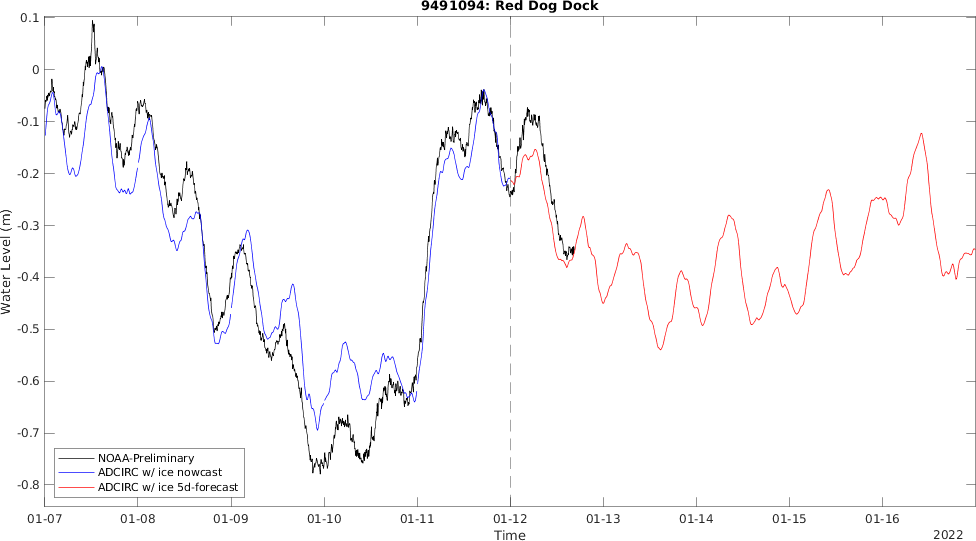 9491094: Red Dog Dock
0.1
0
-0.1
-0.2
-0.3
-0.4
-0.5
-0.6
-0.7
-0.8
Water Level (m)
NOAA-Preliminary
ADCIRC w/ ice nowcast
ADCIRC w/ ice 5d-forecast
01-07 01-08 01-09 01-10 01-11 01-12 01-13 01-14 01-15 01-16
Time
2022